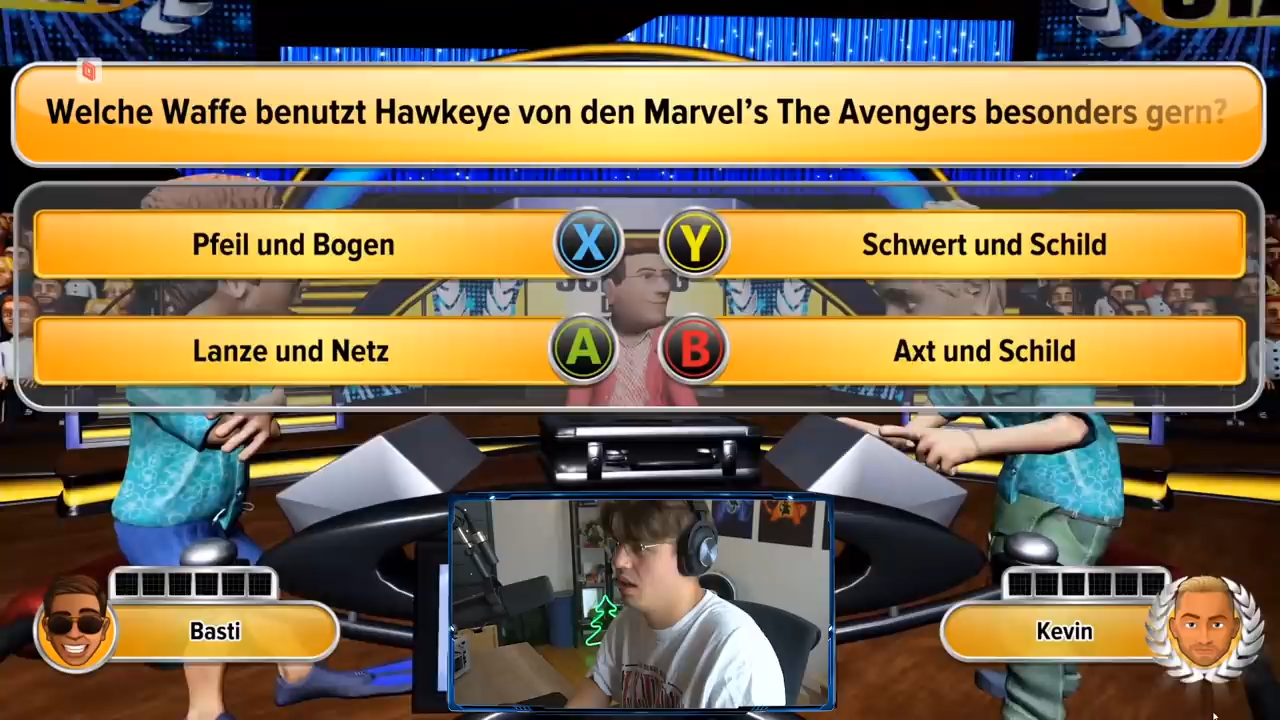 Welche Waffe benutzt Hawkeye von den Marvel's The Avengers besonders gern?
Pfeil und Bogen
X
Y
Schwert und Schild
Lanze und Netz
A
B
Axt und Schild
Basti
Kevin